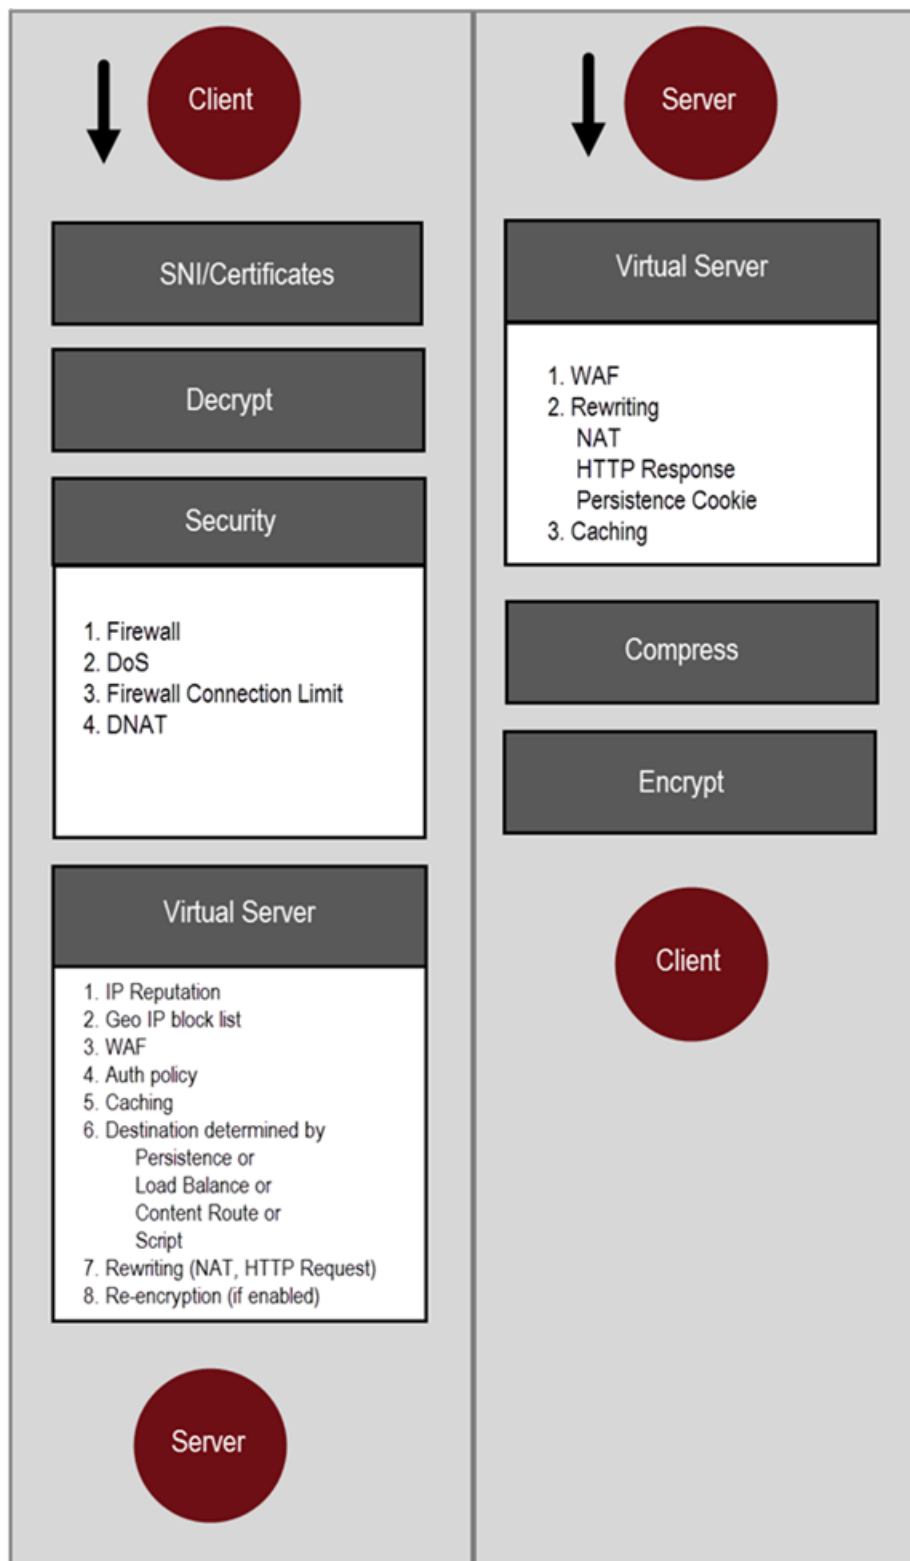 Client
SNI/Certificates
Decrypt
Security
1. Firewall
2. DoS
3. Firewall Connection Limit
4. DNAT
Virtual Server
1. IP Reputation
2. Geo IP block list
3. WAF
4. Auth policy
5. Caching
6. Destination determined by
Persistence or
Load Balance or
Content Route or
Script
7. Rewriting (NAT, HTTP Request)
8. Re-encryption (if enabled)
Server
Server
Virtual Server
1. WAF
2. Rewriting
NAT
HTTP Response
Persistence Cookie
3. Caching
Compress
Encrypt
Client